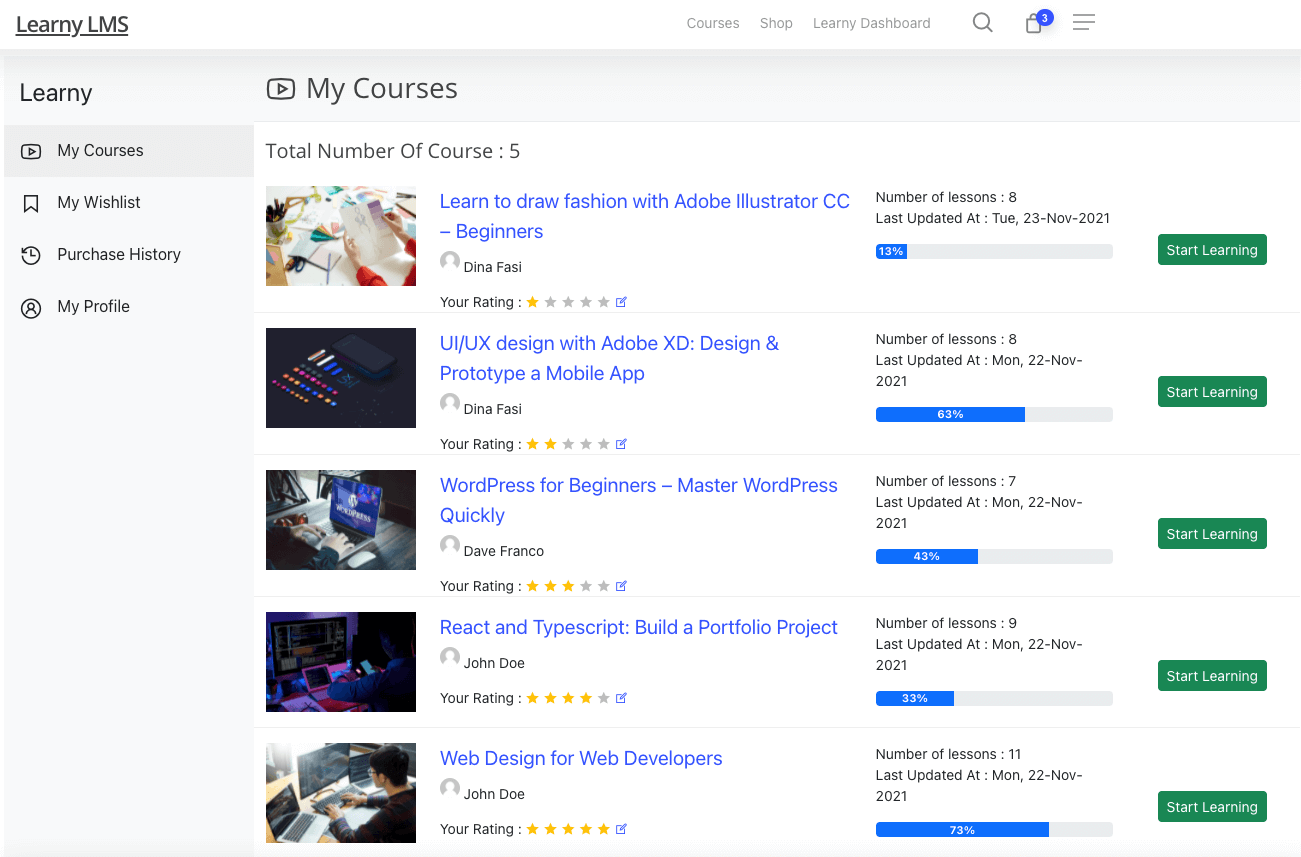 Learny LMS
Courses Shop Learny Dashboard
3
Learny
My Courses
My Wishlist
Purchase History
My Profile
My Courses
Total Number Of Course : 5
Learn to draw fashion with Adobe Illustrator CC
– Beginners
Dina Fasi
Your Rating :
Number of lessons : 8
Last Updated At : Tue, 23-Nov-2021
13%
Start Learning
UI/UX design with Adobe XD: Design &
Prototype a Mobile App
Dina Fasi
Your Rating :
Number of lessons : 8
Last Updated At : Mon, 22-Nov-
2021
63%
Start Learning
UX
WordPress for Beginners – Master WordPress
Quickly
Dave Franco
Your Rating :
Number of lessons : 7
Last Updated At : Mon, 22-Nov-
2021
43%
Start Learning
WORDPRESS
React and Typescript: Build a Portfolio Project
John Doe
Your Rating :
Number of lessons : 9
Last Updated At : Mon, 22-Nov-
2021
33%
Start Learning
Web Design for Web Developers
John Doe
Your Rating :
Number of lessons : 11
Last Updated At : Mon, 22-Nov-
2021
73%
Start Learning